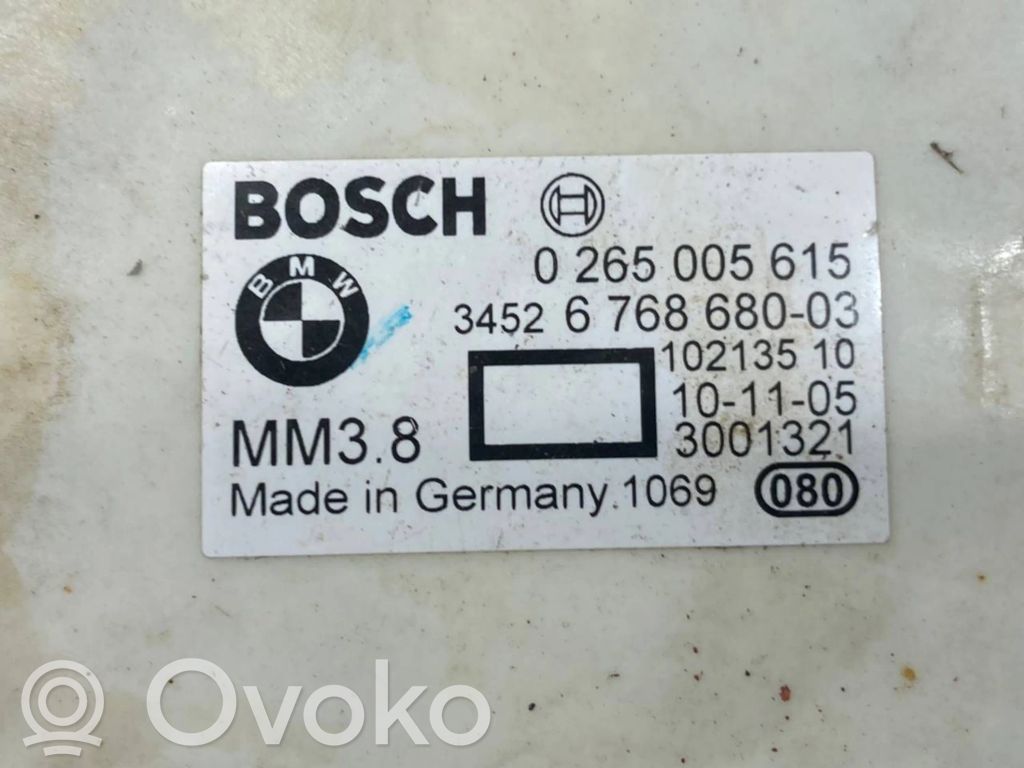 BOSCH
0 265 005 615
BMW
3452 6 768 680-03
102135 10
10-11-05
MM3.8
3001321
Made in Germany.1069 080
Ovoko